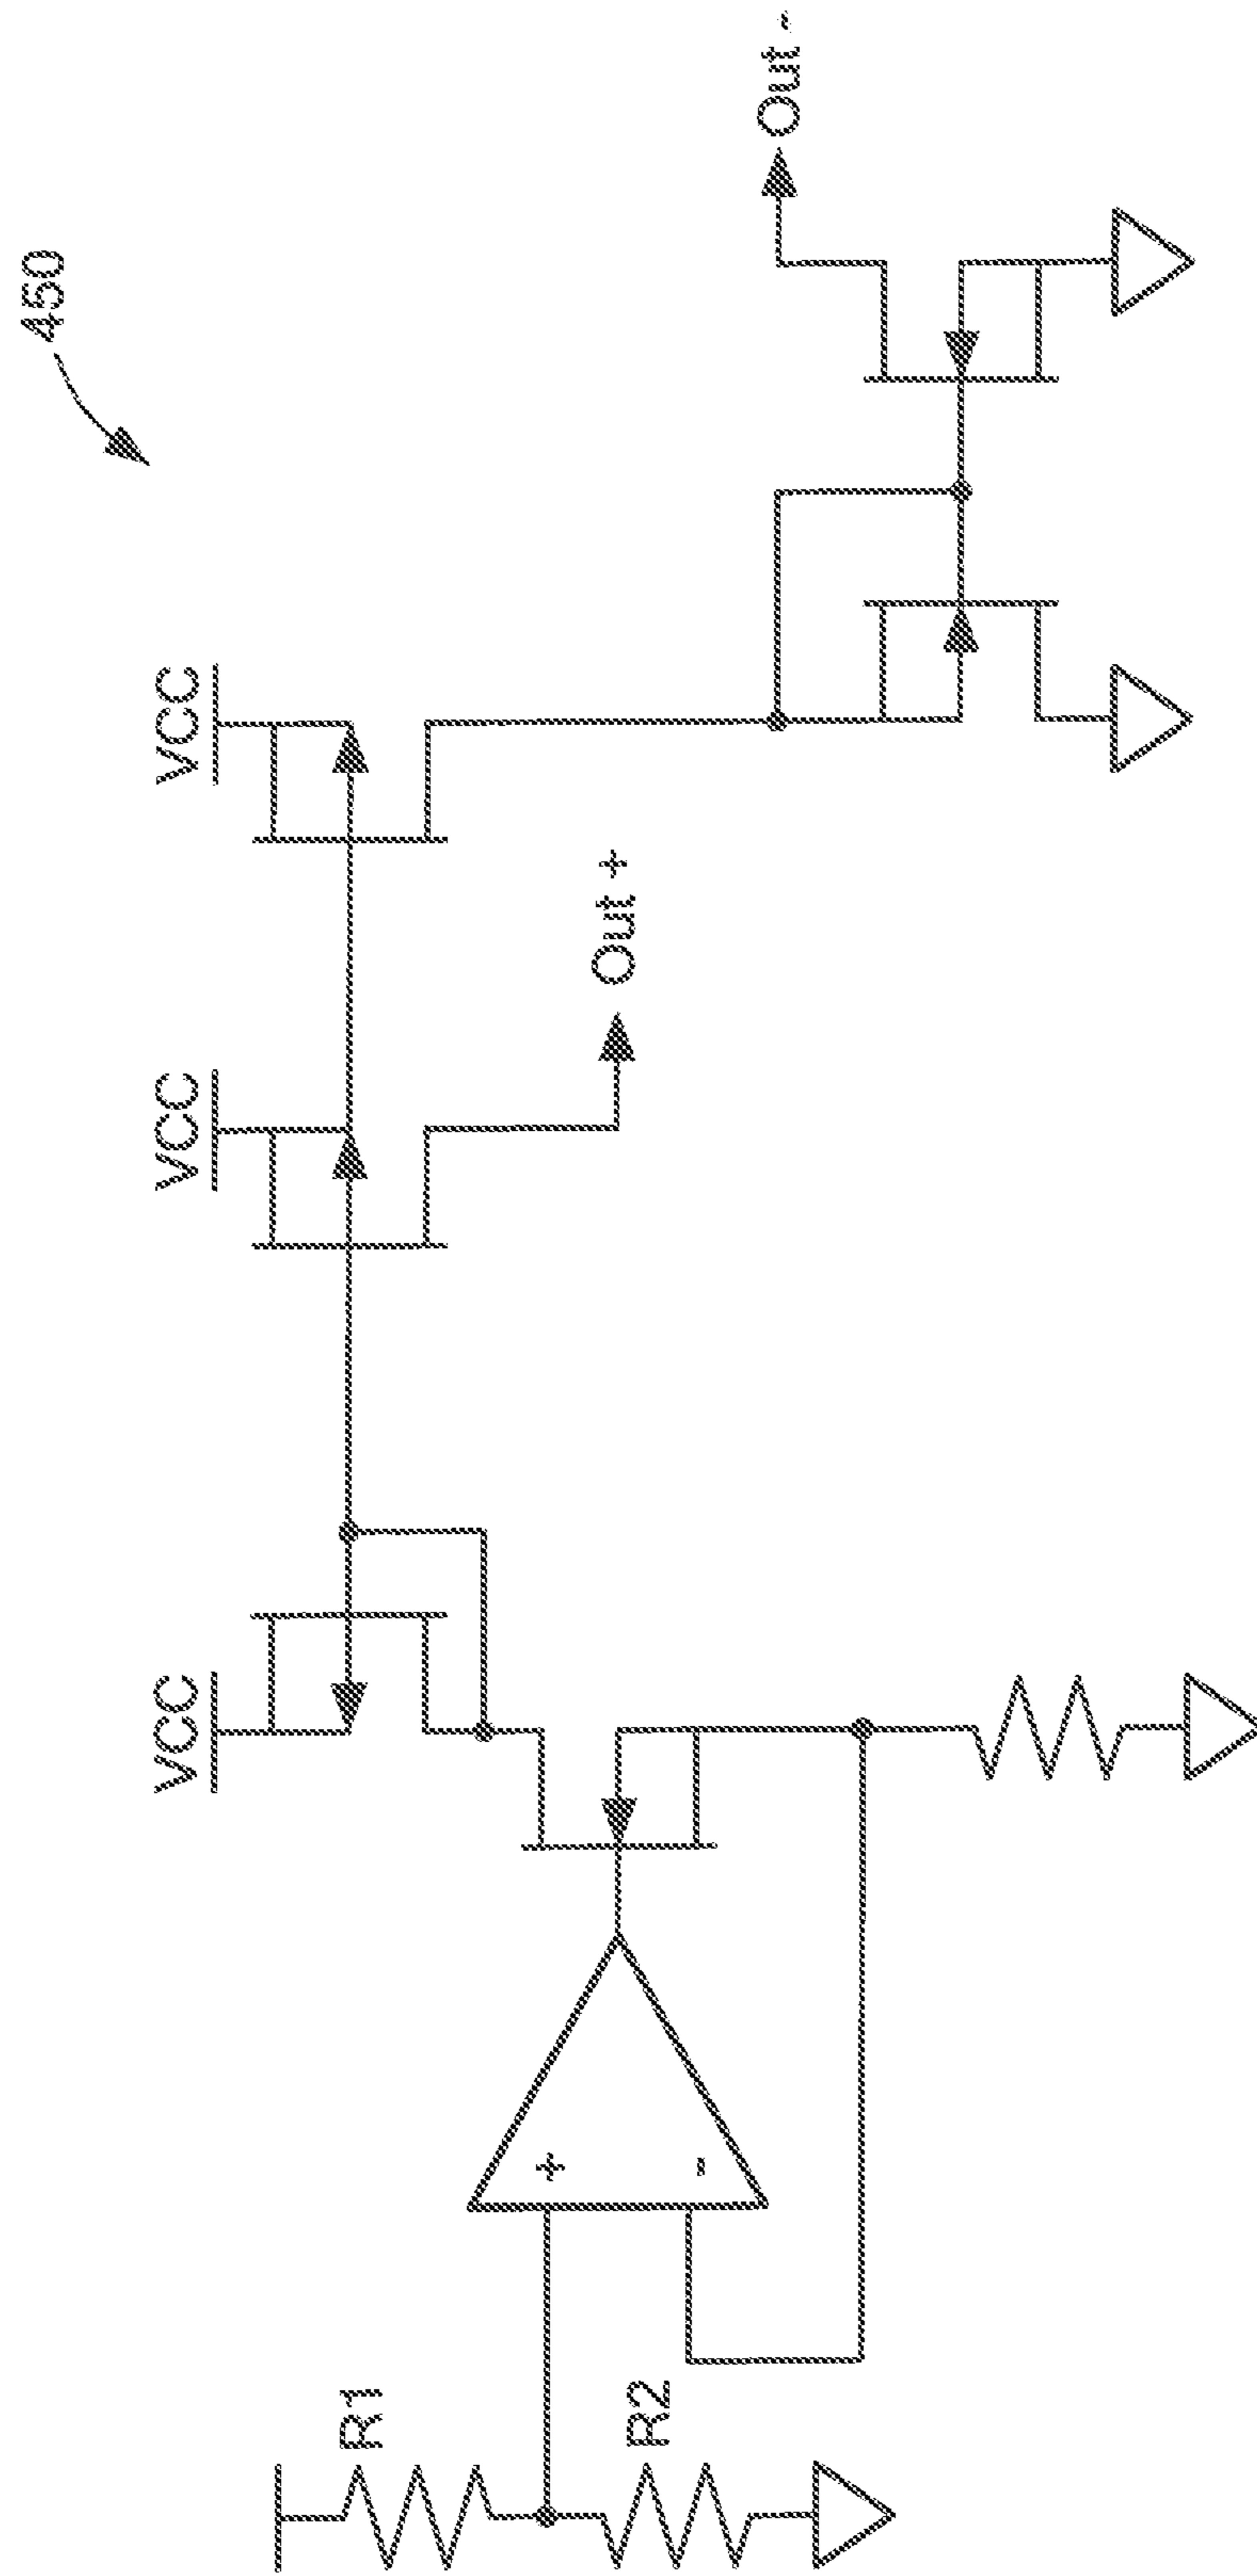 450
VCC
VCC
VCC
Out -
Out +
R1
+
-
R2